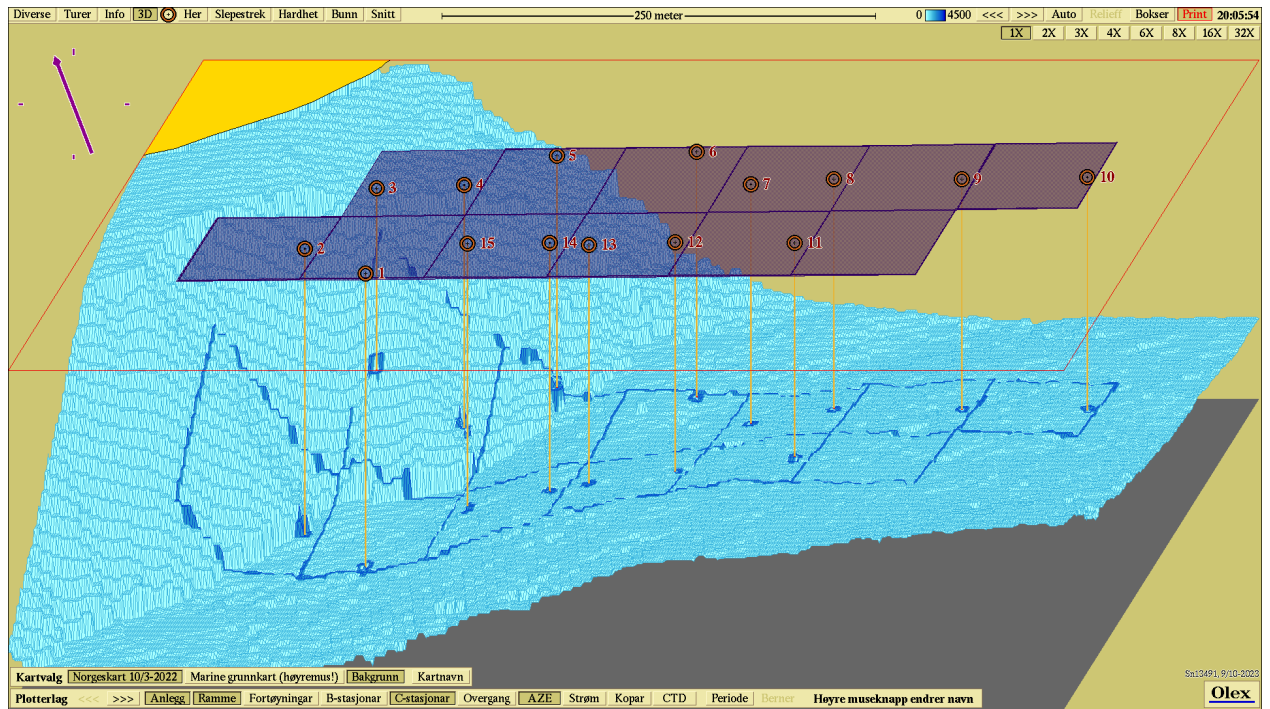 Diverse Turer Info 3D Her Slepestrek Hardhet Bunn Snitt 250 meter 0 4500 <<< >>> Auto Relieff Bokser Print 20:05:54
1X 2X 3X 4X 6X 8X 16X 32X
5 6
3 4 7 8 9 10
2 15 14 13 12 11
1
Kartvalg Norgeskart 10/3-2022 Marine grunnkart (høyremus!) Bakgrunn Kartnavn
Sn13491, 9/10-2023
Plotterlag <<< >>> Anlegg Ramme Fortøyningar B-stasjonar C-stasjonar Overgang AZE Strøm Kopar CTD Periode Berner Høyre museknapp endrer navn
Olex